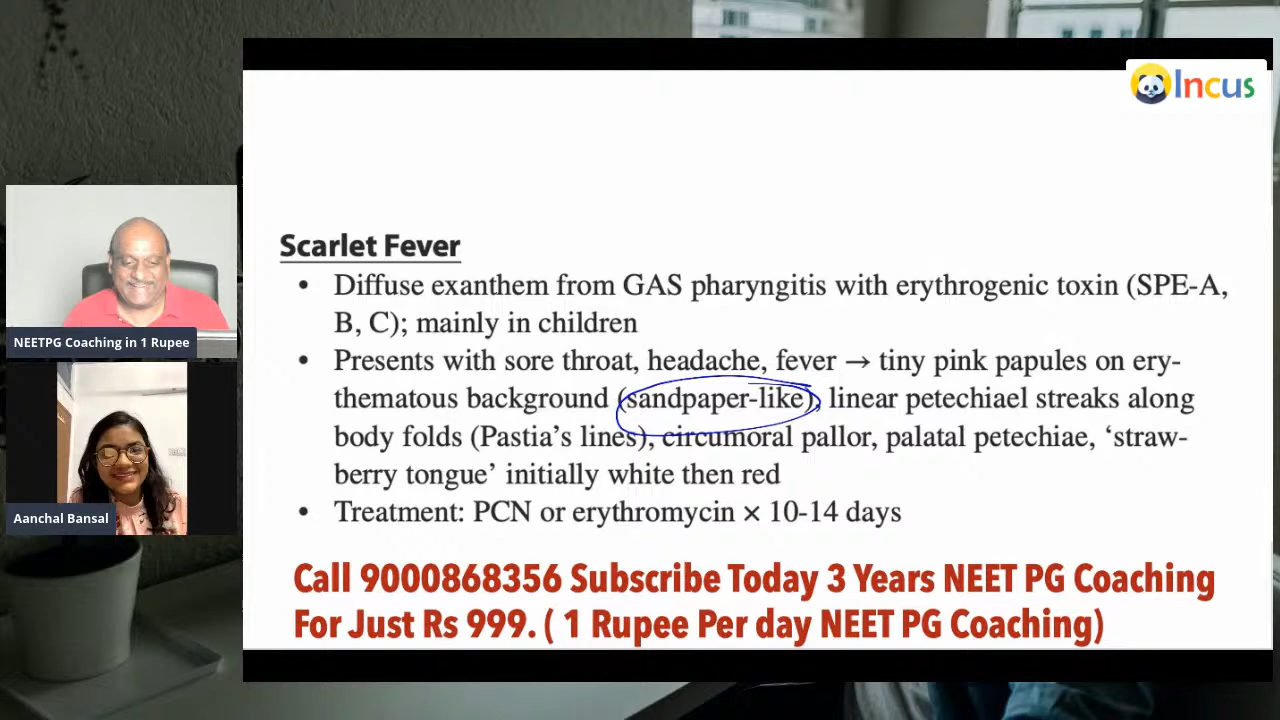 Incus
Scarlet Fever
• Diffuse exanthem from GAS pharyngitis with erythrogenic toxin (SPE-A,
B, C); mainly in children
• Presents with sore throat, headache, fever → tiny pink papules on ery-
thematous background (sandpaper-like), linear petechiael streaks along
body folds (Pastia's lines), circumoral pallor, palatal petechiae, ‘straw-
berry tongue’ initially white then red
• Treatment: PCN or erythromycin × 10-14 days
Call 9000868356 Subscribe Today 3 Years NEET PG Coaching
For Just Rs 999. ( 1 Rupee Per day NEET PG Coaching)
NEETPG Coaching in 1 Rupee
Aanchal Bansal